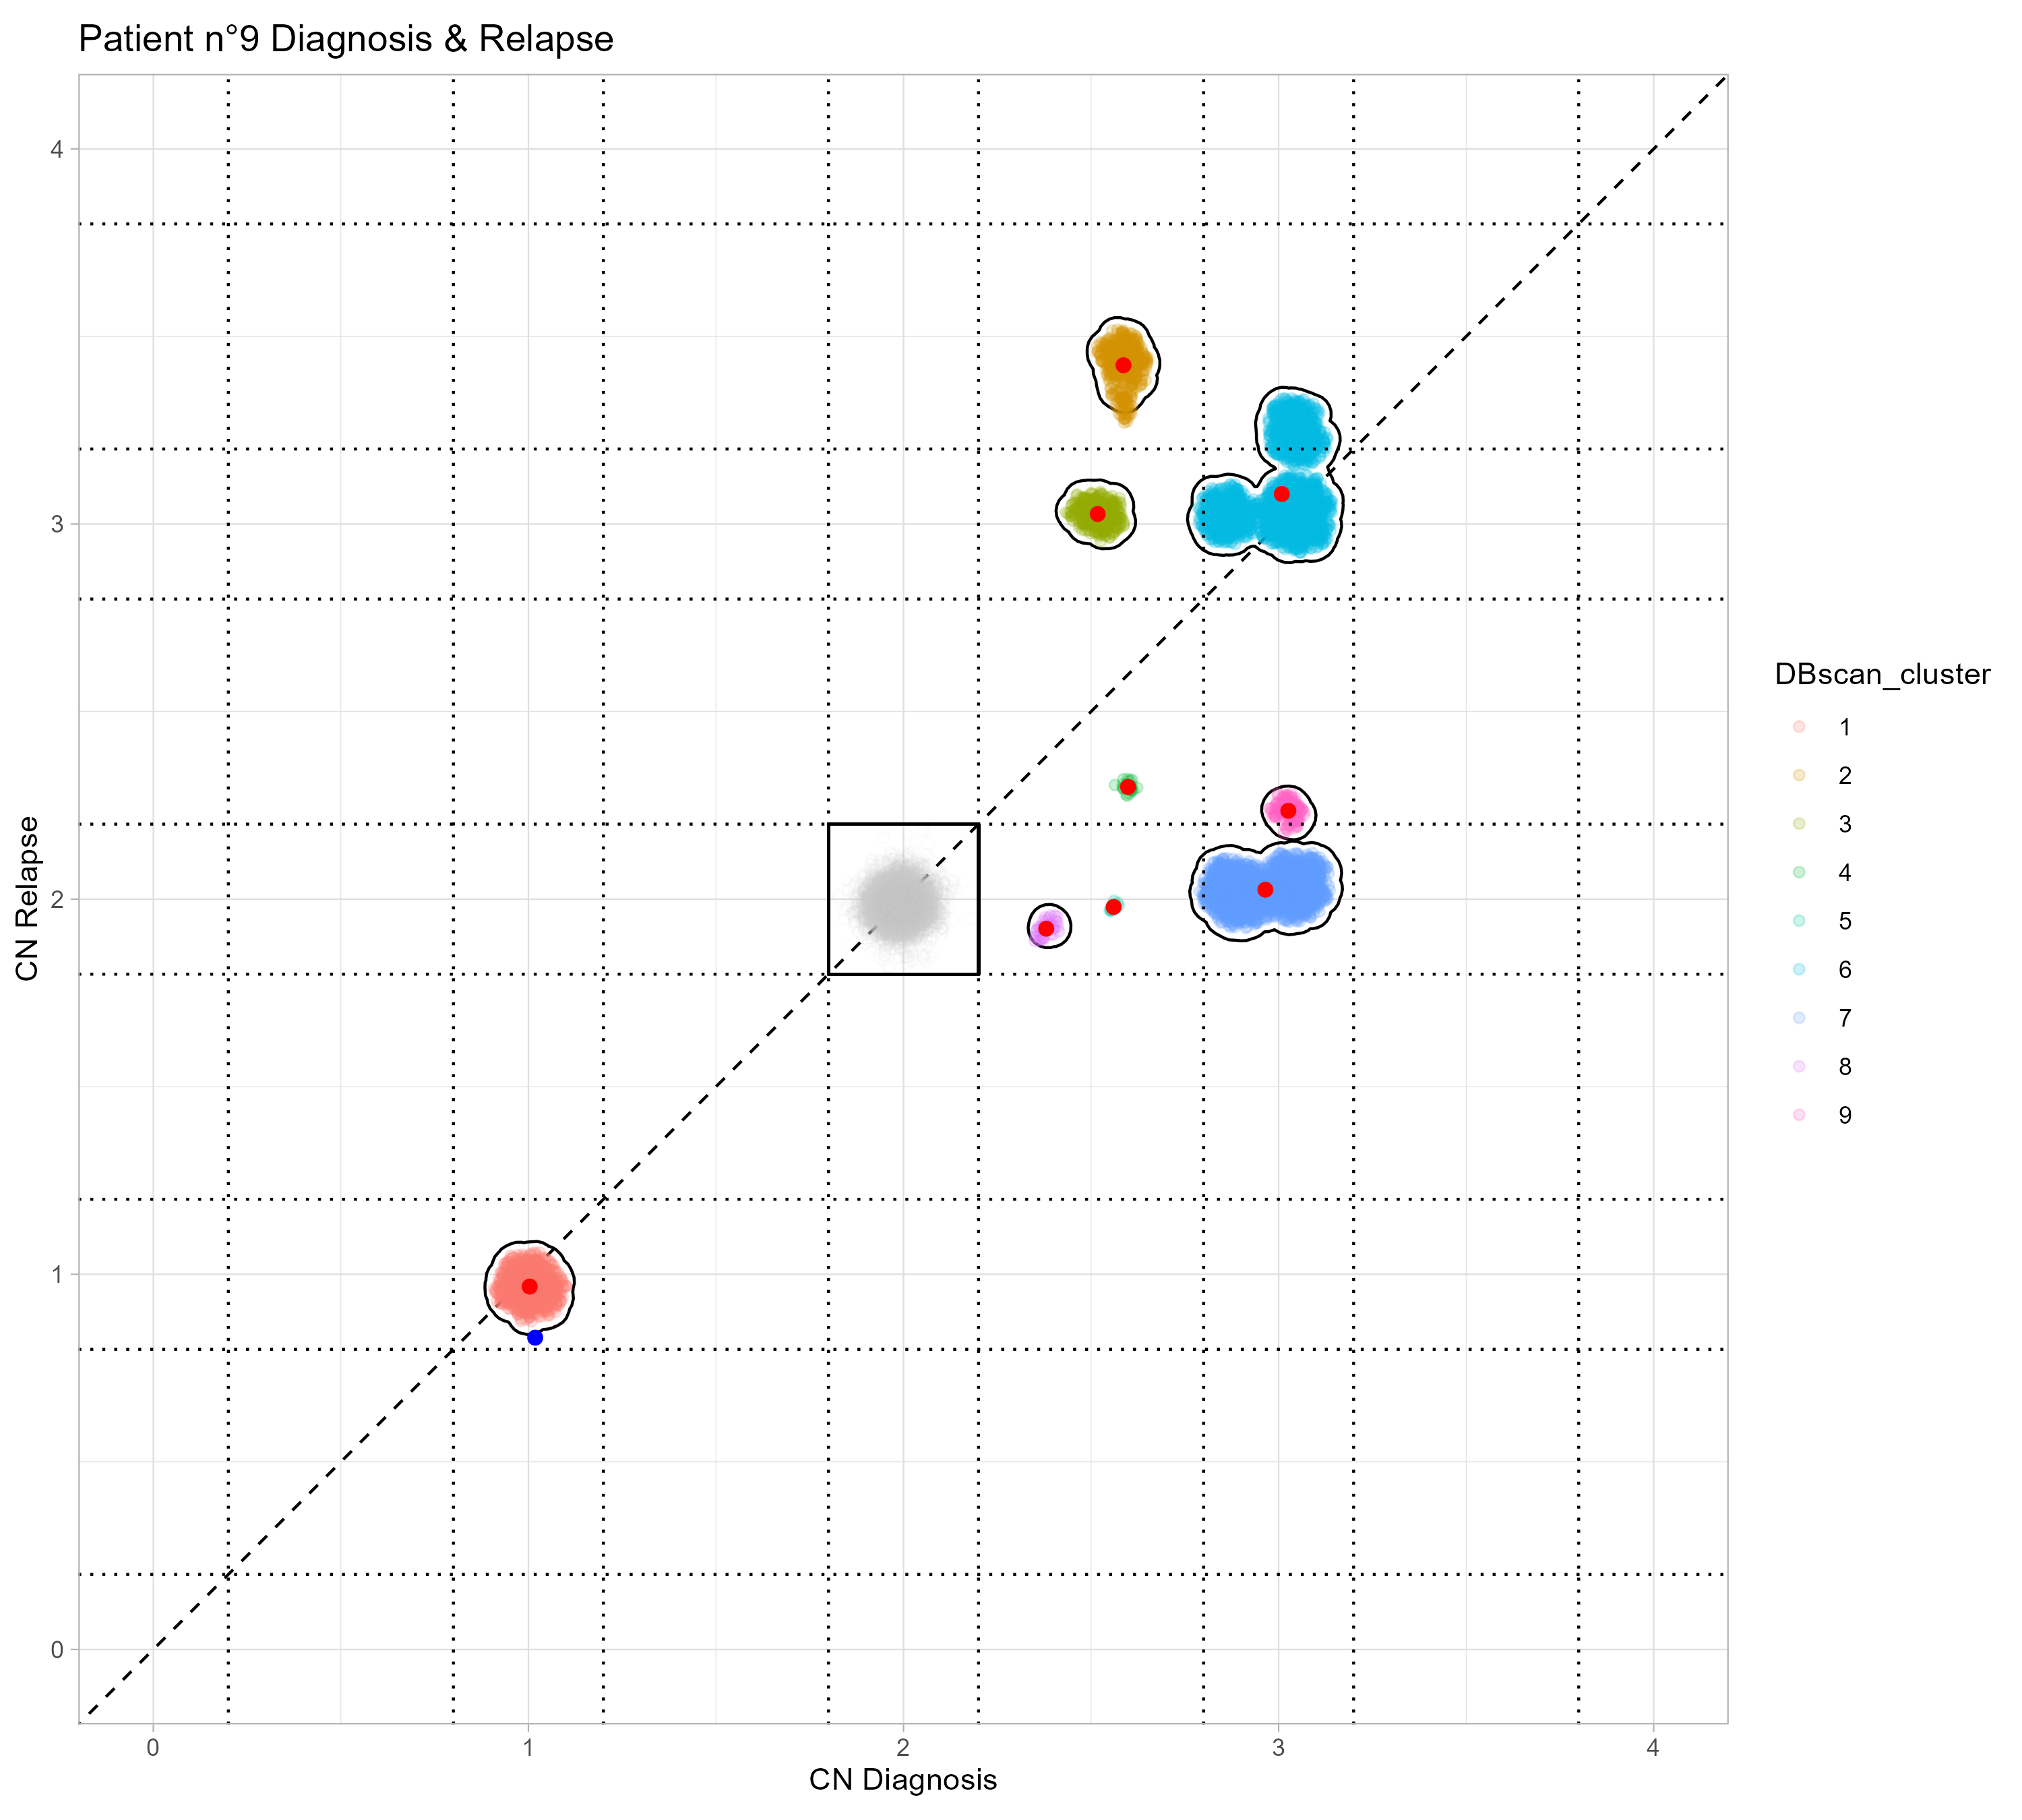 Patient n°9 Diagnosis & Relapse
4
3
2
1
0
CN Relapse
0 1 2 3 4
CN Diagnosis
DBscan_cluster
1
2
3
4
5
6
7
8
9